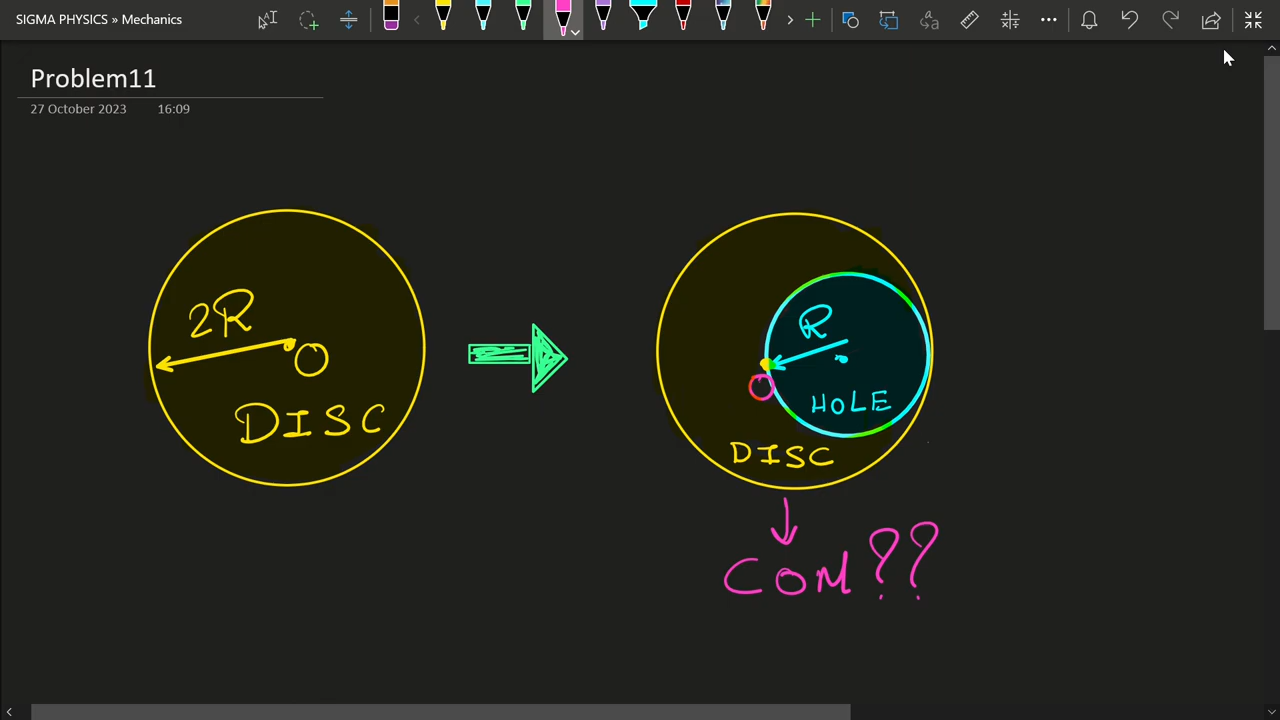 SIGMA PHYSICS » Mechanics
Problem11
27 October 2023 16:09
2R
O
DISC
R
O
HOLE
DISC
COM??